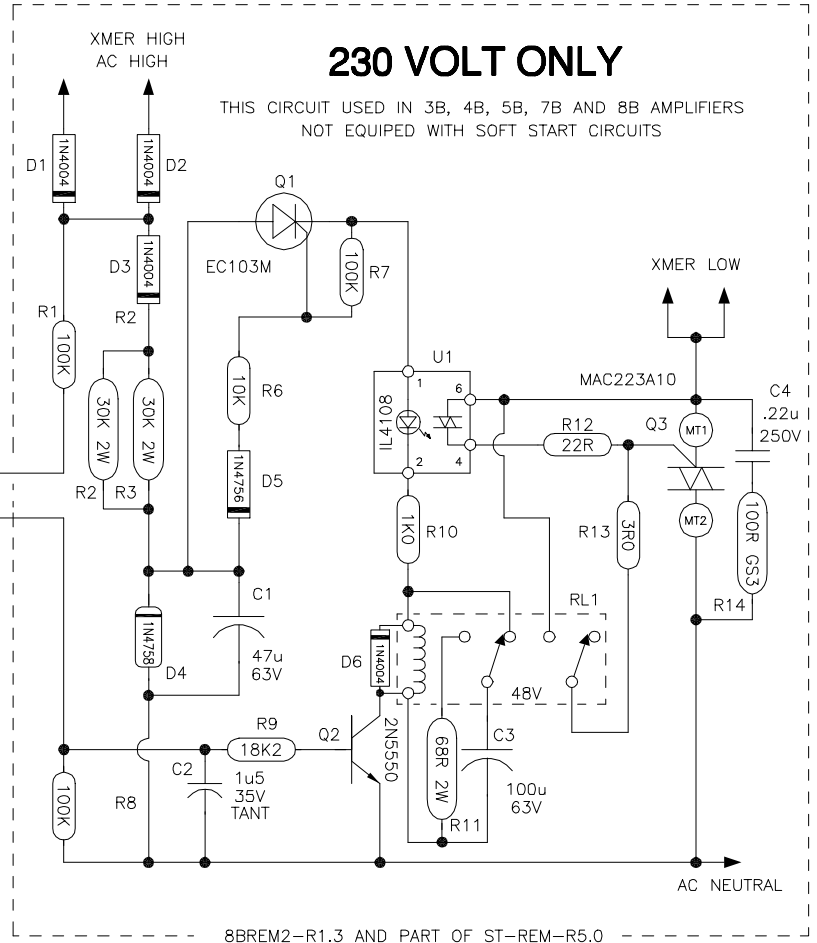 XMER HIGH
AC HIGH
230 VOLT ONLY
THIS CIRCUIT USED IN 3B, 4B, 5B, 7B AND 8B AMPLIFIERS
NOT EQUIPED WITH SOFT START CIRCUITS
D1
1N4004
1N4004
D2
Q1
EC103M
D3
1N4004
100K
R7
XMER LOW
R1
100K
R2
U1
10K
R6
1
6
IL4108
2
4
MAC223A10
C4
.22u
250V
30K 2W
30K 2W
R2
R3
1N4756
D5
R12
22R
Q3
MT1
MT2
1K0
R10
R13
3R0
100R GS3
R14
C1
47u
63V
1N4758
D4
RL1
D6
1N4004
48V
R9
18K2
Q2
2N5550
68R 2W
R11
C3
100u
63V
C2
1u5
35V
TANT
100K
R8
AC NEUTRAL
8BREM2-R1.3 AND PART OF ST-REM-R5.0